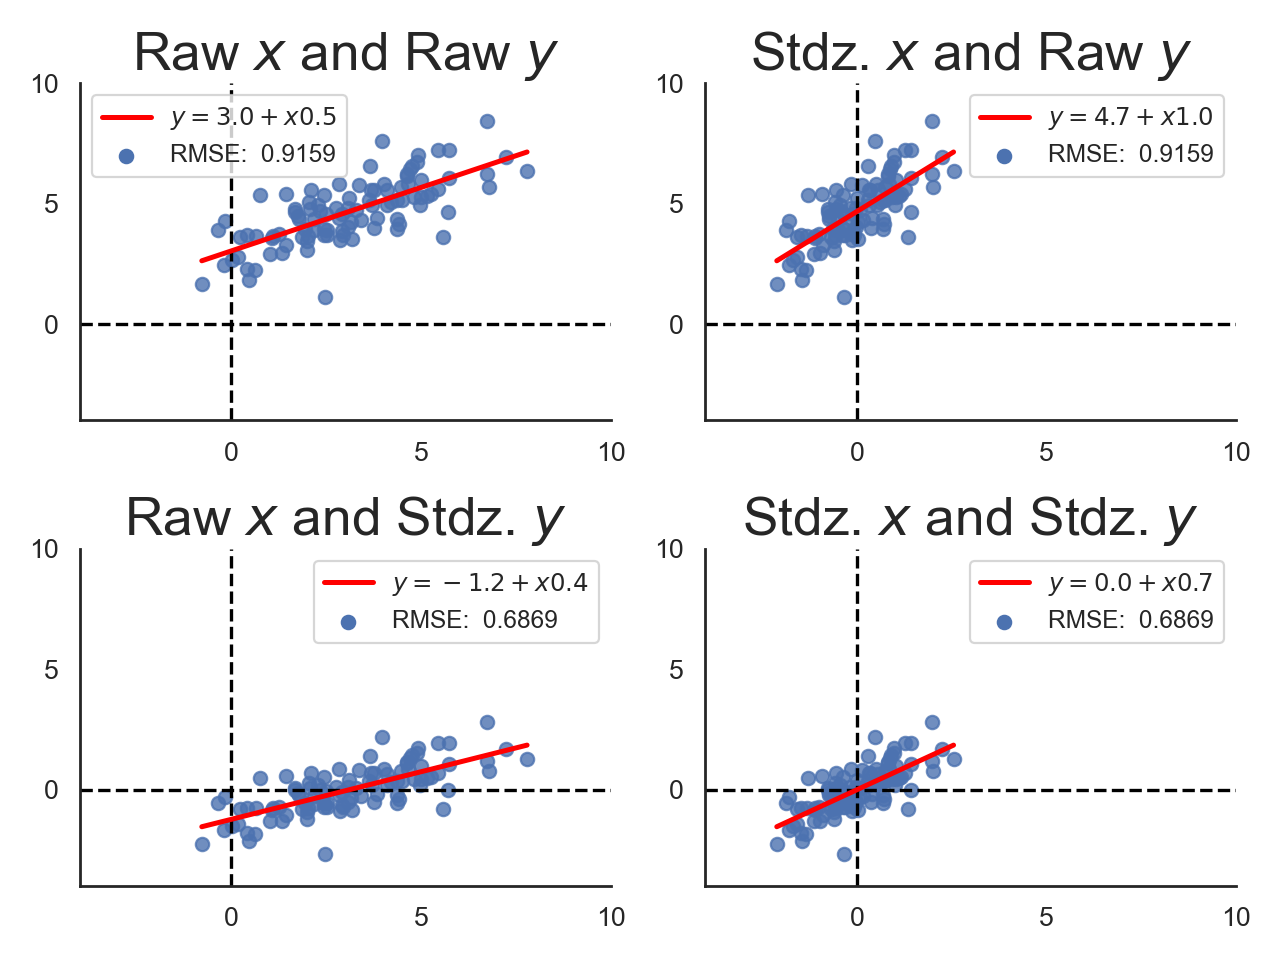 Raw x and Raw y
10
5
0
0
5
10
y = 3.0 + x0.5
RMSE: 0.9159
Stdz. x and Raw y
10
5
0
0
5
10
y = 4.7 + x1.0
RMSE: 0.9159
Raw x and Stdz. y
10
5
0
0
5
10
y = − 1.2 + x0.4
RMSE: 0.6869
Stdz. x and Stdz. y
10
5
0
0
5
10
y = 0.0 + x0.7
RMSE: 0.6869